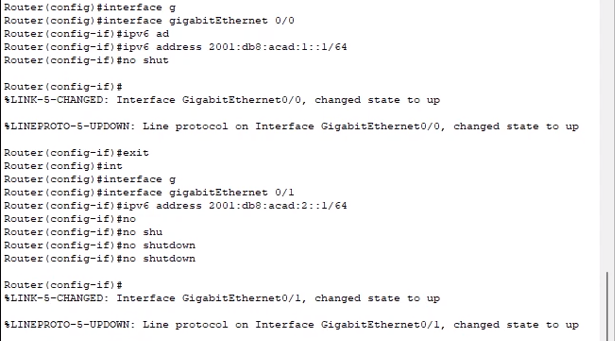 Router(config)#interface g
Router(config)#interface gigabitEthernet 0/0
Router(config-if)#ipv6 ad
Router(config-if)#ipv6 address 2001:db8:acad:1::1/64
Router(config-if)#no shut
Router(config-if)#
%LINK-5-CHANGED: Interface GigabitEthernet0/0, changed state to up
%LINEPROTO-5-UPDOWN: Line protocol on Interface GigabitEthernet0/0, changed state to up
Router(config-if)#exit
Router(config)#int
Router(config)#interface g
Router(config)#interface gigabitEthernet 0/1
Router(config-if)#ipv6 address 2001:db8:acad:2::1/64
Router(config-if)#no
Router(config-if)#no shu
Router(config-if)#no shutdown
Router(config-if)#no shutdown
Router(config-if)#
%LINK-5-CHANGED: Interface GigabitEthernet0/1, changed state to up
%LINEPROTO-5-UPDOWN: Line protocol on Interface GigabitEthernet0/1, changed state to up